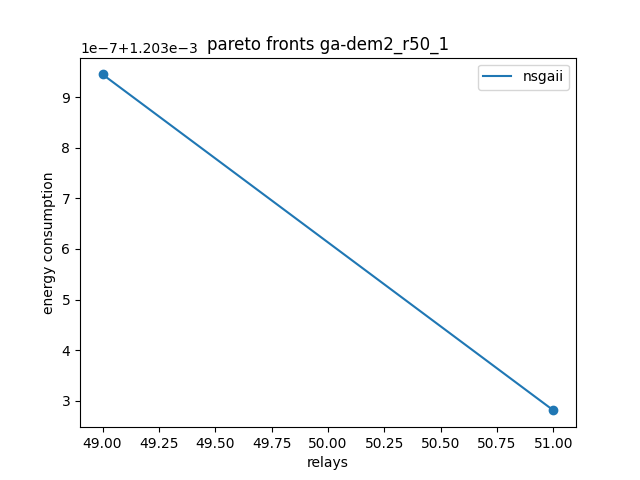 pareto fronts ga-dem2_r50_1
1e−7+1.203e−3
nsgaii
9
8
7
6
5
4
3
energy consumption
49.00 49.25 49.50 49.75 50.00 50.25 50.50 50.75 51.00
relays